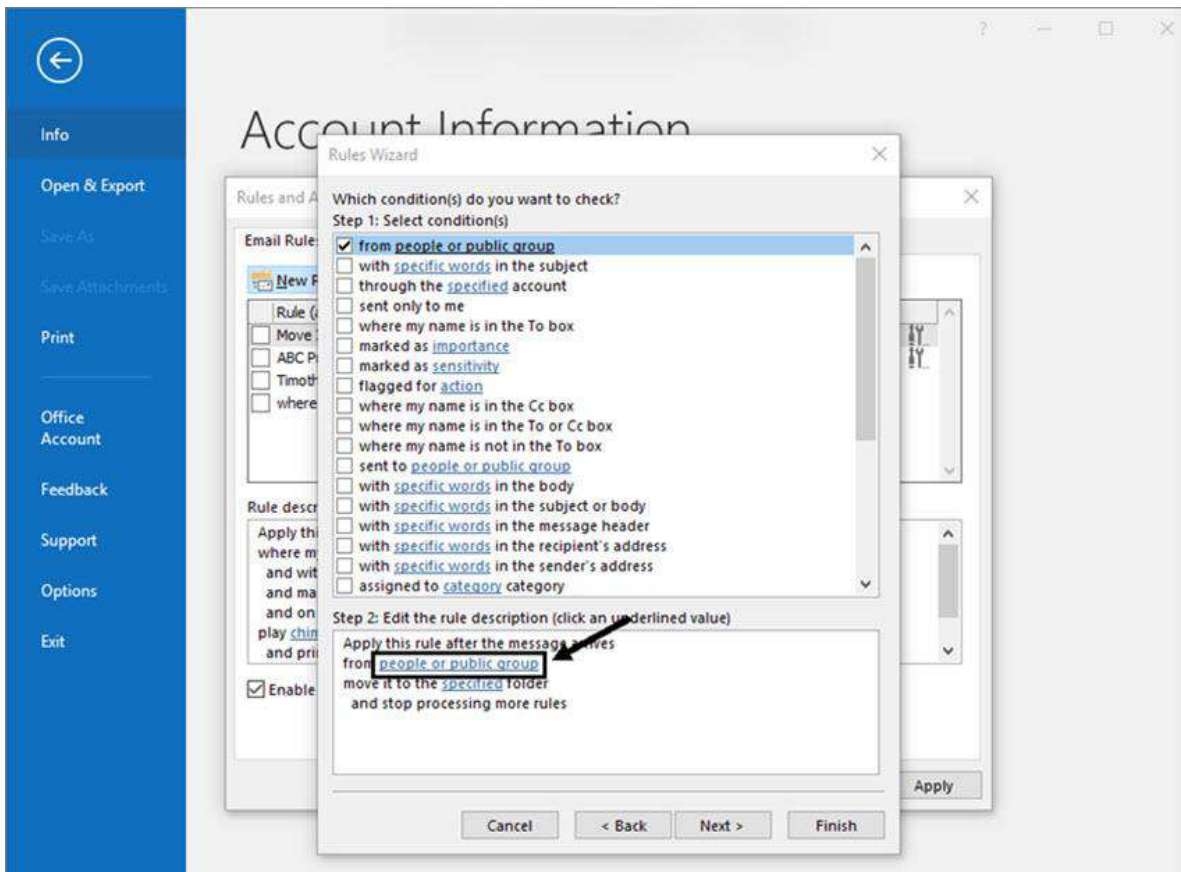 ?
Info
Open & Export
Save As
Save Attachments
Print
Office
Account
Feedback
Support
Options
Exit
Account Information
Rules and A
Email Rule
New
Rule (a
Move
ABC P
Timoth
where
Rule descr
Apply thi
where m
and wit
and ma
and on
play chim
and prin
Enable
Apply
Rules Wizard
Which condition(s) do you want to check?
Step 1: Select condition(s)
from people or public group
with specific words in the subject
through the specified account
sent only to me
where my name is in the To box
marked as importance
marked as sensitivity
flagged for action
where my name is in the Cc box
where my name is in the To or Cc box
where my name is not in the To box
sent to people or public group
with specific words in the body
with specific words in the subject or body
with specific words in the message header
with specific words in the recipient's address
with specific words in the sender's address
assigned to category category
Step 2: Edit the rule description (click an underlined value)
Apply this rule after the message arrives
from people or public group
move it to the specified folder
and stop processing more rules
Cancel
< Back
Next >
Finish